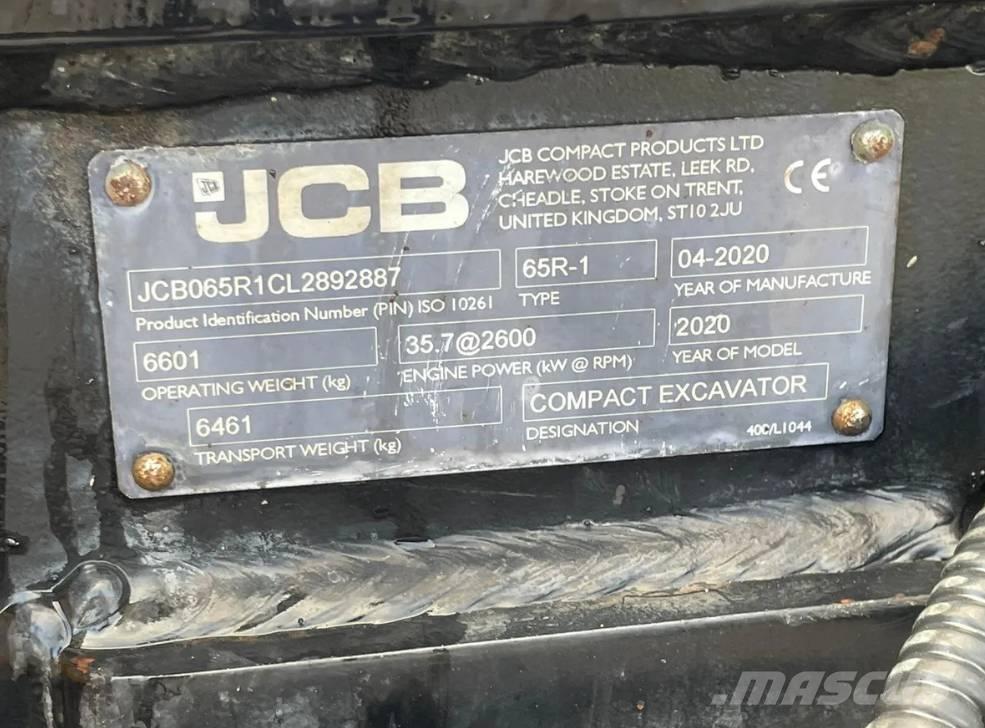 JCB
JCB COMPACT PRODUCTS LTD
HAREWOOD ESTATE, LEEK RD,
CHEADLE, STOKE ON TRENT,
UNITED KINGDOM, ST10 2JU
CE
JCB065R1CL2892887
Product Identification Number (PIN) ISO 10261
65R-1
TYPE
04-2020
YEAR OF MANUFACTURE
6601
OPERATING WEIGHT (kg)
35.7@2600
ENGINE POWER (kW @ RPM)
2020
YEAR OF MODEL
6461
TRANSPORT WEIGHT (kg)
COMPACT EXCAVATOR
DESIGNATION
40C/L1044
MASCUS